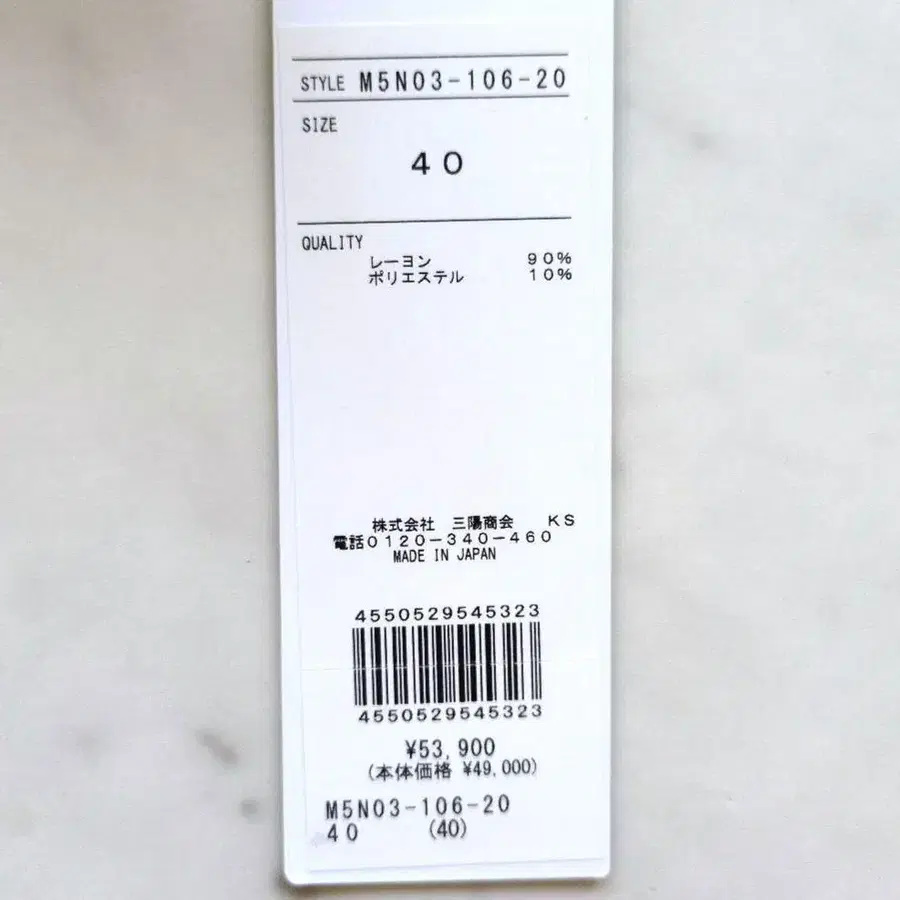 STYLE M5N03-106-20
SIZE
40
QUALITY
レーヨン 90%
ポリエステル 10%
株式会社 三陽商会 KS
電話0120-340-460
MADE IN JAPAN
4550529545323
4550529545323
¥53,900
(本体価格 ¥49,000)
M5N03-106-20
40 (40)